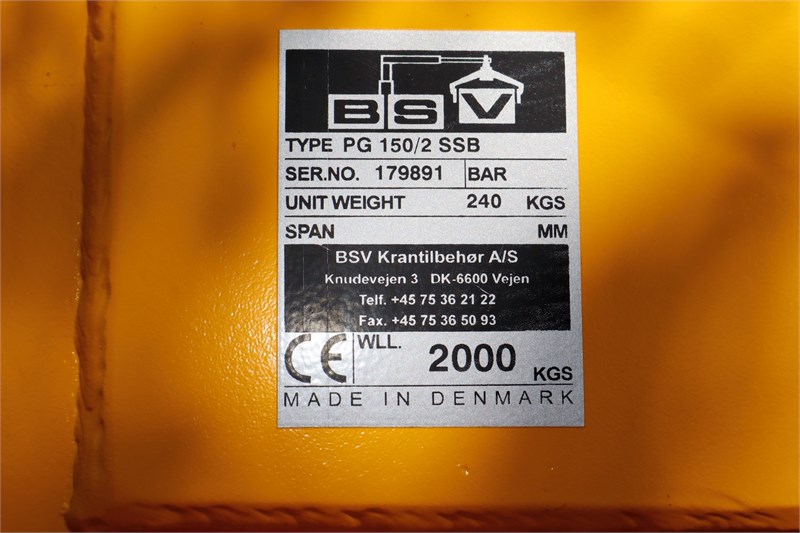 BSV
TYPE PG 150/2 SSB
SER.NO. 179891 BAR
UNIT WEIGHT 240 KGS
SPAN MM
BSV Krantilbehør A/S
Knudevejen 3 DK-6600 Vejen
Telf. +45 75 36 21 22
Fax. +45 75 36 50 93
CE WLL. 2000 KGS
MADE IN DENMARK